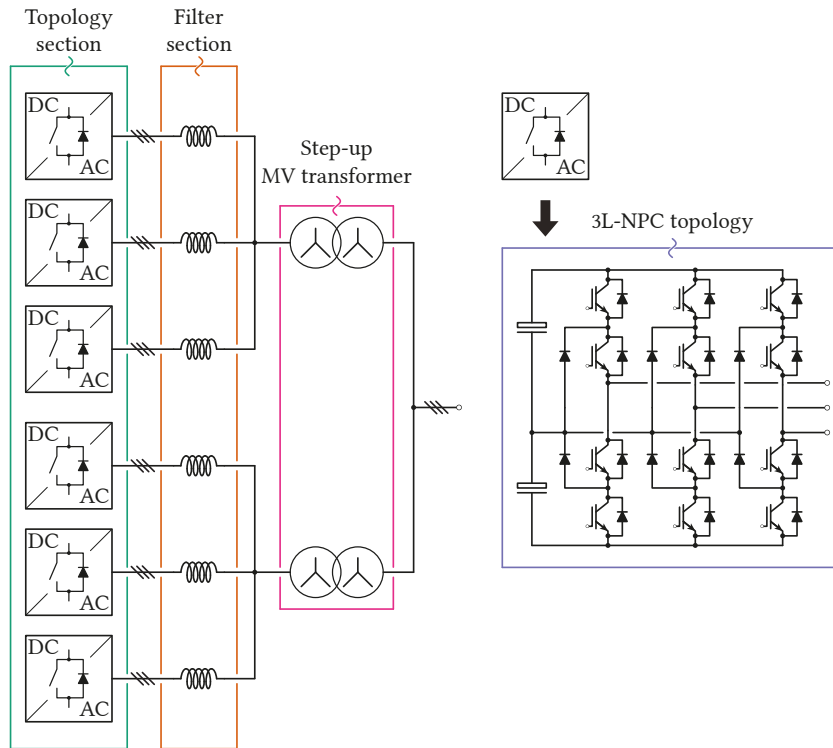 Topology
section
Filter
section
Step-up
MV transformer
DC
AC
DC
AC
DC
AC
DC
AC
DC
AC
DC
AC
DC
AC
3L-NPC topology